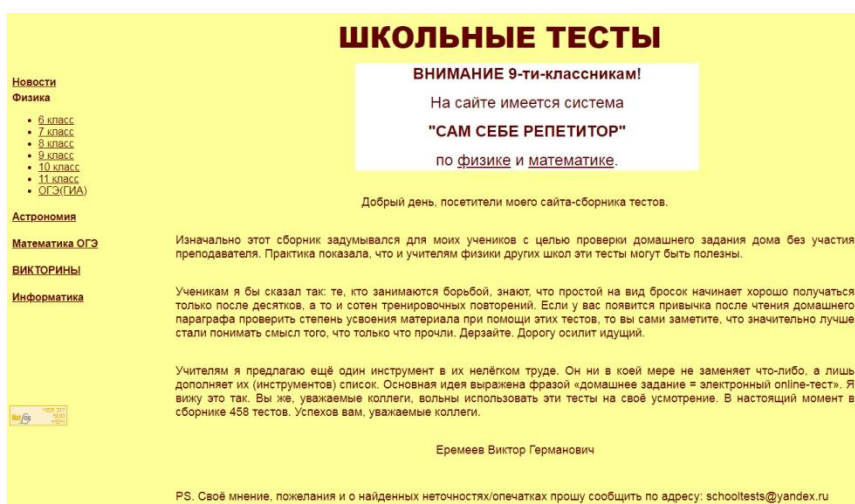 ШКОЛЬНЫЕ ТЕСТЫ
ВНИМАНИЕ 9-ти-классникам!
На сайте имеется система
"САМ СЕБЕ РЕПЕТИТОР"
по физике и математике.
Новости
Физика
6 класс
7 класс
8 класс
9 класс
10 класс
11 класс
ОГЭ(ГИА)
Астрономия
Математика ОГЭ
ВИКТОРИНЫ
Информатика
Добрый день, посетители моего сайта-сборника тестов.
Изначально этот сборник задумывался для моих учеников с целью проверки домашнего задания дома без участия
преподавателя. Практика показала, что и учителям физики других школ эти тесты могут быть полезны.
Ученикам я бы сказал так: те, кто занимаются борьбой, знают, что простой на вид бросок начинает хорошо получаться
только после десятков, а то и сотен тренировочных повторений. Если у вас появится привычка после чтения домашнего
параграфа проверить степень усвоения материала при помощи этих тестов, то вы сами заметите, что значительно лучше
стали понимать смысл того, что только что прочли. Дерзайте. Дорогу осилит идущий.
Учителям я предлагаю ещё один инструмент в их нелёгком труде. Он ни в коей мере не заменяет что-либо, а лишь
дополняет их (инструментов) список. Основная идея выражена фразой «домашнее задание = электронный online-тест». Я
вижу это так. Вы же, уважаемые коллеги, вольны использовать эти тесты на своё усмотрение. В настоящий момент в
сборнике 458 тестов. Успехов вам, уважаемые коллеги.
Еремеев Виктор Германович
PS. Своё мнение, пожелания и о найденных неточностях/опечатках прошу сообщить по адресу: schooltests@yandex.ru